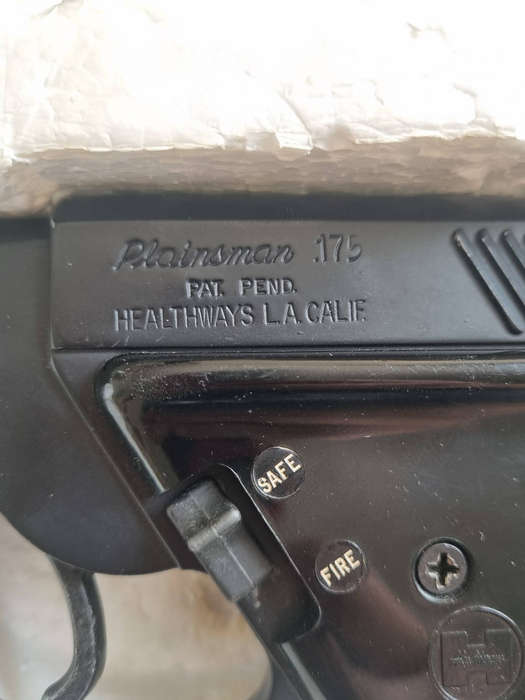 Plainsman .175
PAT. PEND.
HEALTHWAYS L.A. CALIF.
SAFE
FIRE
H